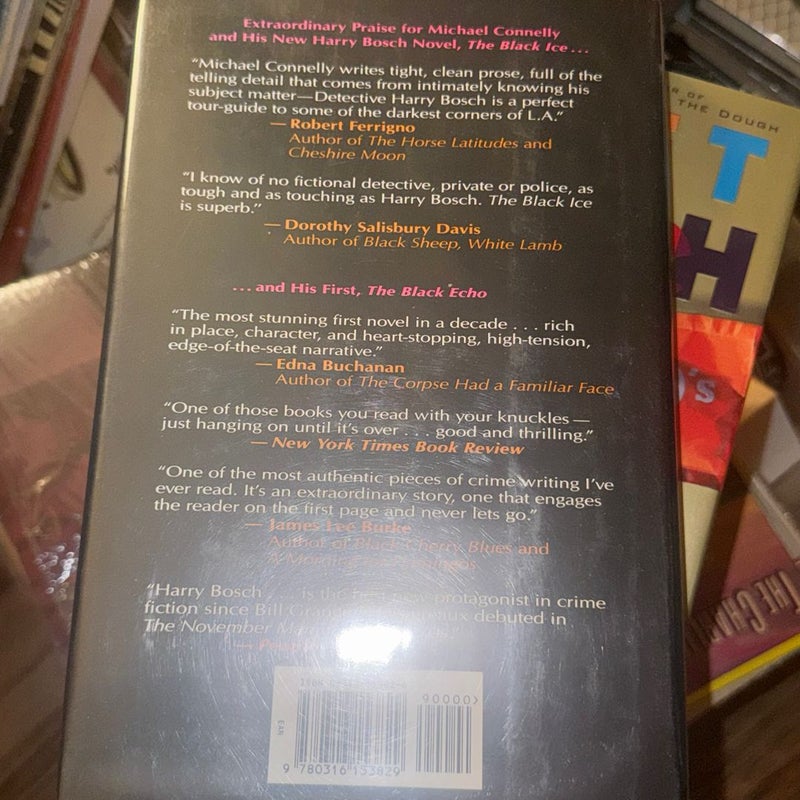 Extraordinary Praise for Michael Connelly
and His New Harry Bosch Novel, The Black Ice...
"Michael Connelly writes tight, clean prose, full of the
telling detail that comes from intimately knowing his
subject matter—Detective Harry Bosch is a perfect
tour-guide to some of the darkest corners of L.A."
— Robert Ferrigno
Author of The Horse Latitudes and
Cheshire Moon
"I know of no fictional detective, private or police, as
tough and as touching as Harry Bosch. The Black Ice
is superb."
— Dorothy Salisbury Davis
Author of Black Sheep, White Lamb
...and His First, The Black Echo
"The most stunning first novel in a decade . . . rich
in place, character, and heart-stopping, high-tension,
edge-of-the-seat narrative."
— Edna Buchanan
Author of The Corpse Had a Familiar Face
"One of those books you read with your knuckles—
just hanging on until it's over . . . good and thrilling."
— New York Times Book Review
"One of the most authentic pieces of crime writing I've
ever read. It's an extraordinary story, one that engages
the reader on the first page and never lets go."
— James Lee Burke
Author of Black Cherry Blues and
"Harry Bosch is the protagonist in crime
fiction since Bill debuted in
The November
ISBN
90000>
EAN
9 780316 153829
OF
THE DOUGH
T
H
'S
THE